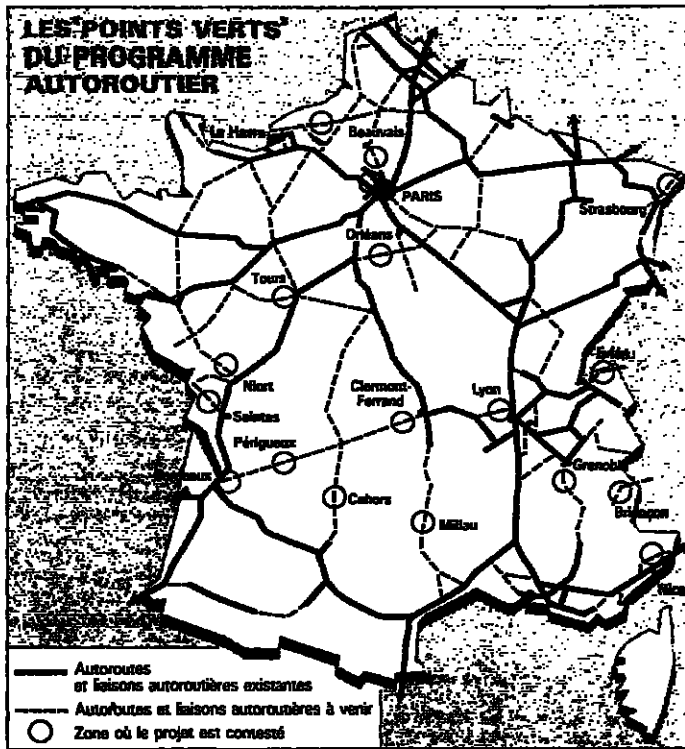 LES "POINTS VERTS"
DU PROGRAMME
AUTOROUTIER
Le Havre
Beauvais
PARIS
Strasbourg
Orléans
Tours
Niort
Clermont
Ferrand
Lyon
Saintes
Périgueux
Grenoble
Cahors
Briançon
Millau
Nice
Autoroutes
et liaisons autoroutières existantes
Autoroutes et liaisons autoroutières à venir
Zone où le projet est contesté